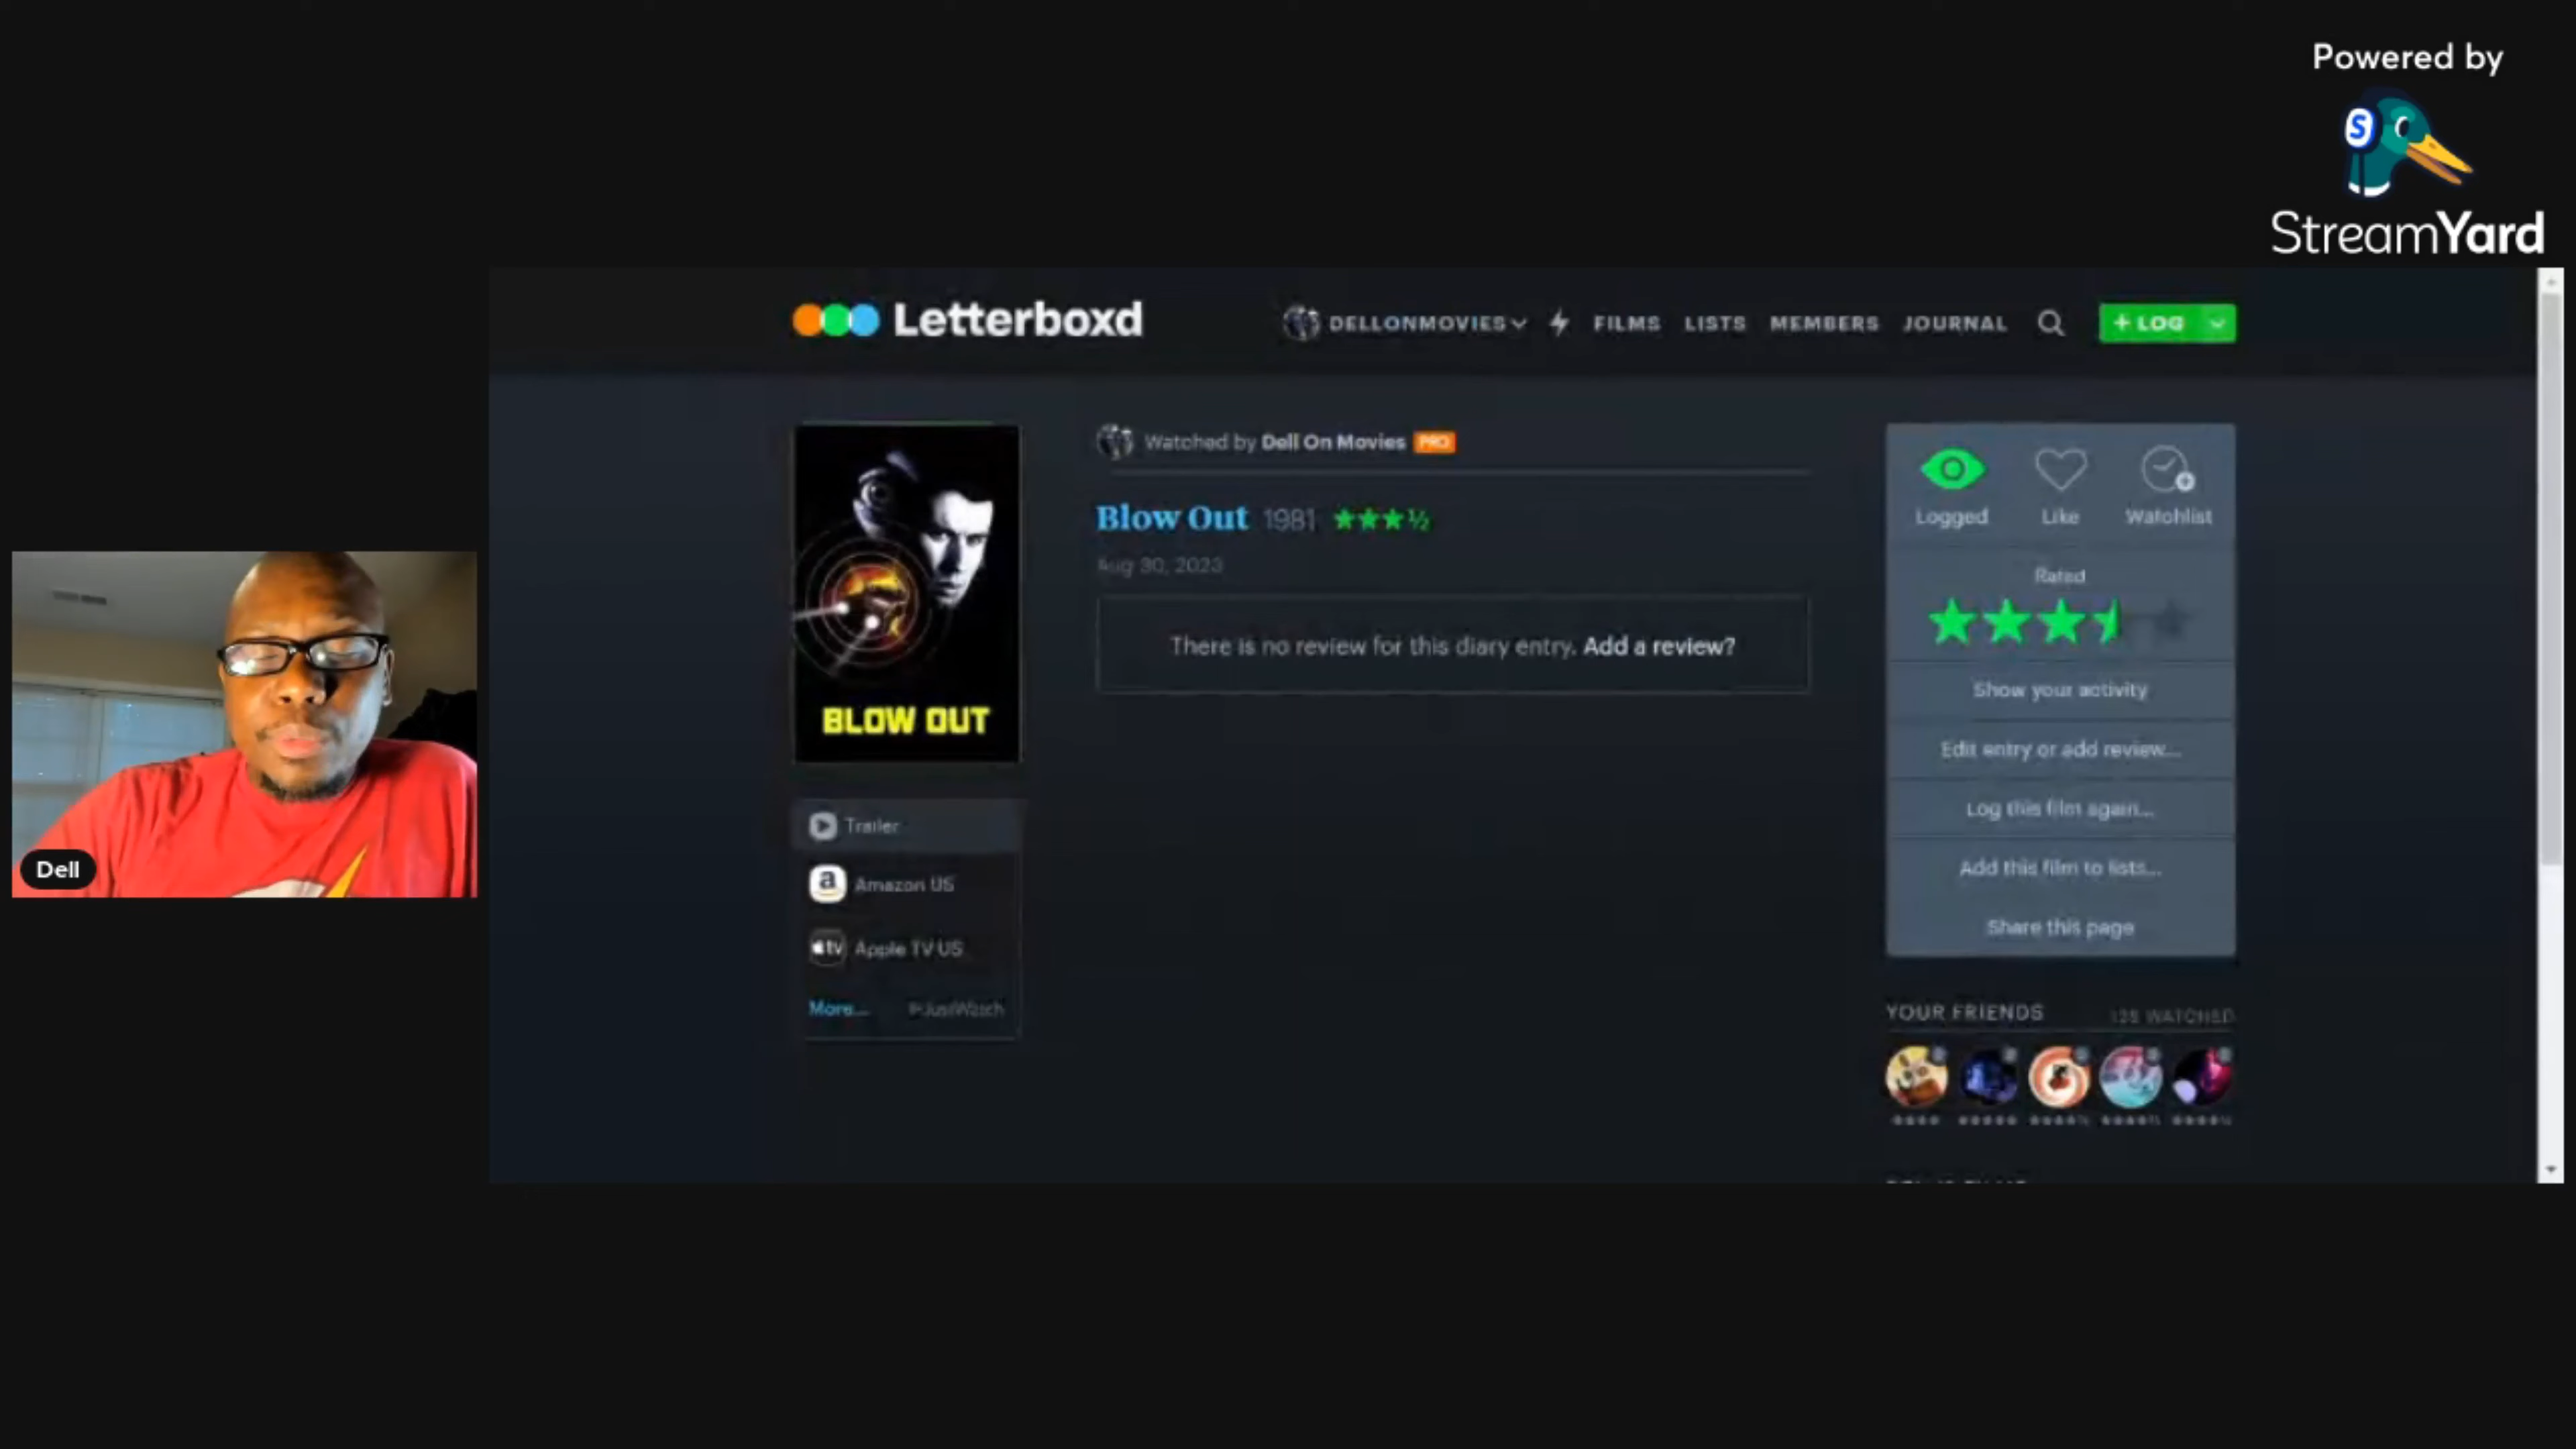 Powered by
StreamYard
Letterboxd
DELLONMOVIES
FILMS
LISTS
MEMBERS
JOURNAL
+ LOG
Watched by Dell On Movies PRO
Blow Out 1981 ★★★½
Aug 30, 2023
There is no review for this diary entry. Add a review?
BLOW OUT
Trailer
Amazon US
tv Apple TV US
More... JustWatch
Logged
Like
Watchlist
Rated
Show your activity
Edit entry or add review...
Log this film again...
Add this film to lists...
Share this page
YOUR FRIENDS
WATCHED
Dell